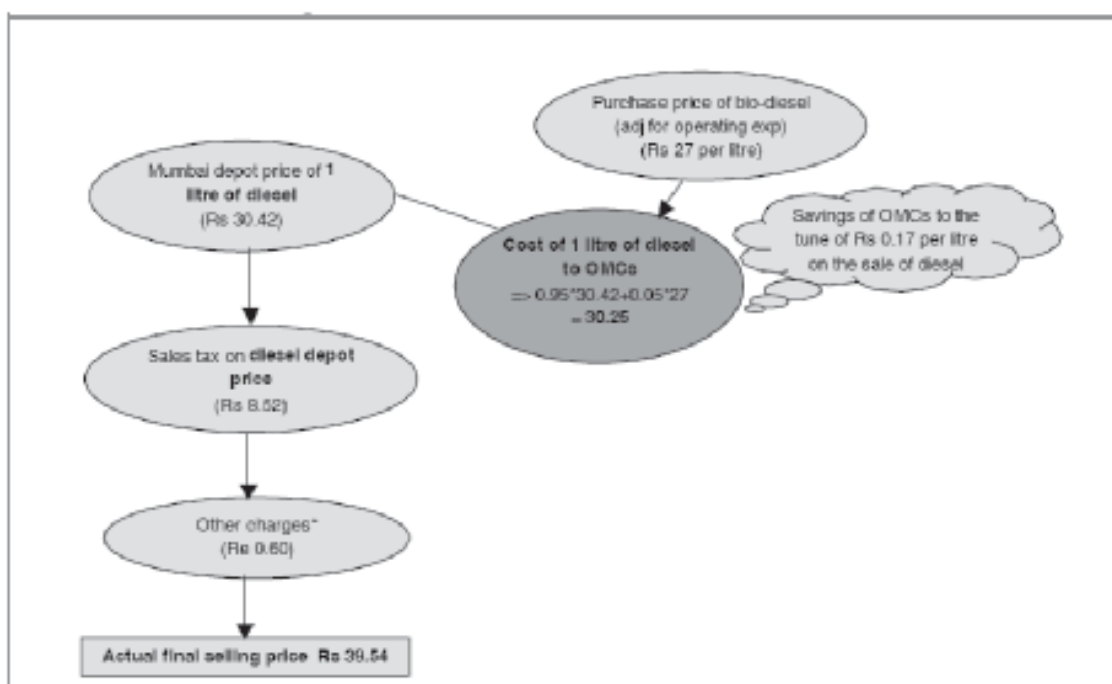 Purchase price of bio-diesel
(adj for operating exp)
(Rs 27 per litre)
Mumbai depot price of 1
litre of diesel
(Rs 30.42)
Cost of 1 litre of diesel
to OMCs
=> 0.95*30.42+0.05*27
= 30.25
Savings of OMCs to the
tune of Rs 0.17 per litre
on the sale of diesel
Sales tax on diesel depot
price
(Rs 8.52)
Other charges*
(Rs 0.60)
Actual final selling price Rs 39.54